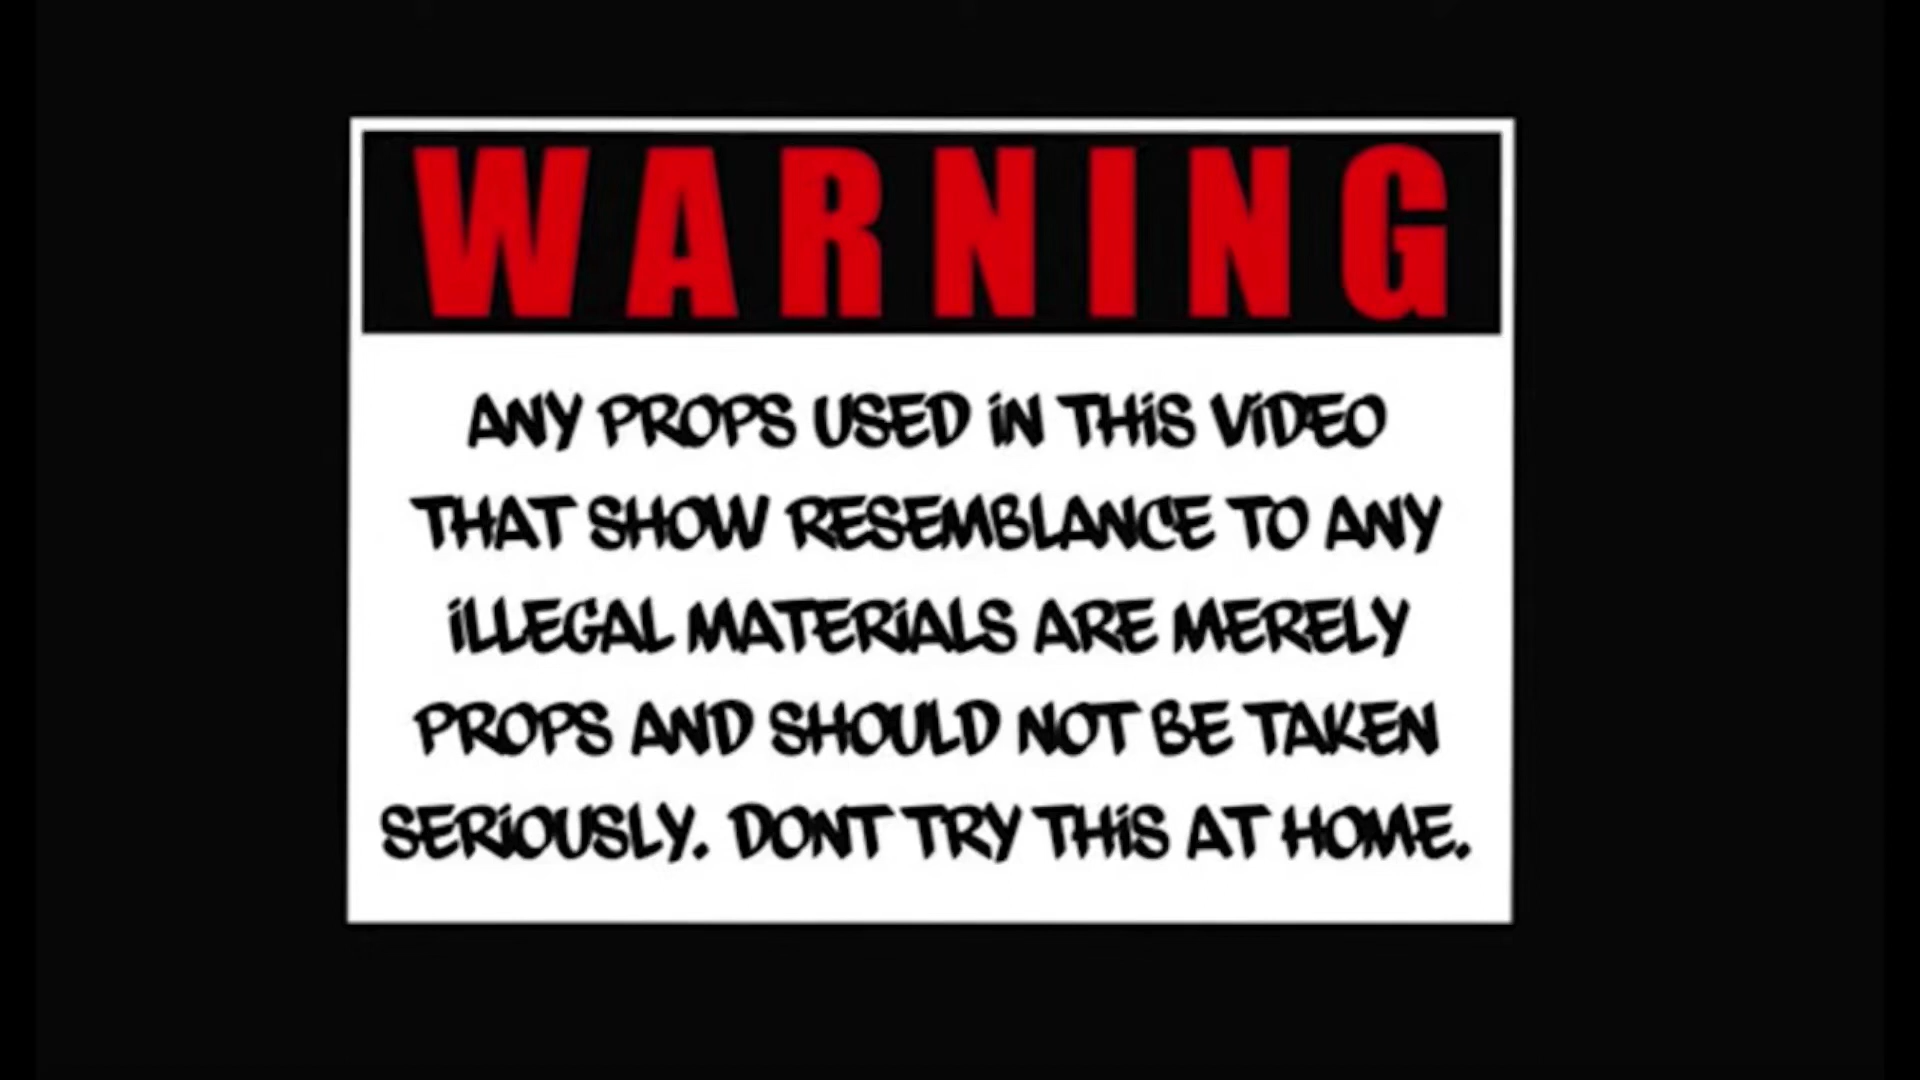 WARNING
ANY PROPS USED iN THiS ViDEO
THAT SHOW RESEMBLANCE TO ANY
iLLEGAL MATERiALS ARE MERELY
PROPS AND SHOULD NOT BE TAKEN
SERiOUSLY. DONT TRY THiS AT HOME.